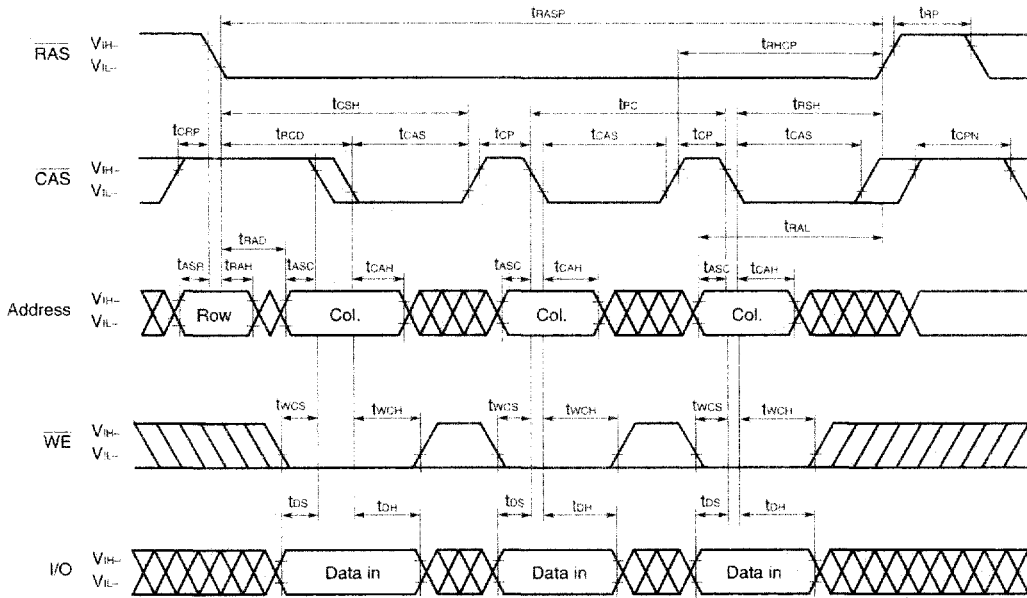 tRASP
tRP
RAS
VIH–
VIL–
tRHCP
tCSH
tPC
tRSH
tCRP
tRCD
tCAS
tCP
tCAS
tCP
tCAS
tCPN
CAS
VIH–
VIL–
tRAD
tRAL
tASR
tRAH
tASC
tCAH
tASC
tCAH
tASC
tCAH
Address
VIH–
VIL–
Row
Col.
Col.
Col.
tWCS
tWCH
tWCS
tWCH
tWCS
tWCH
WE
VIH–
VIL–
tDS
tDH
tDS
tDH
tDS
tDH
I/O
VIH–
VIL–
Data in
Data in
Data in